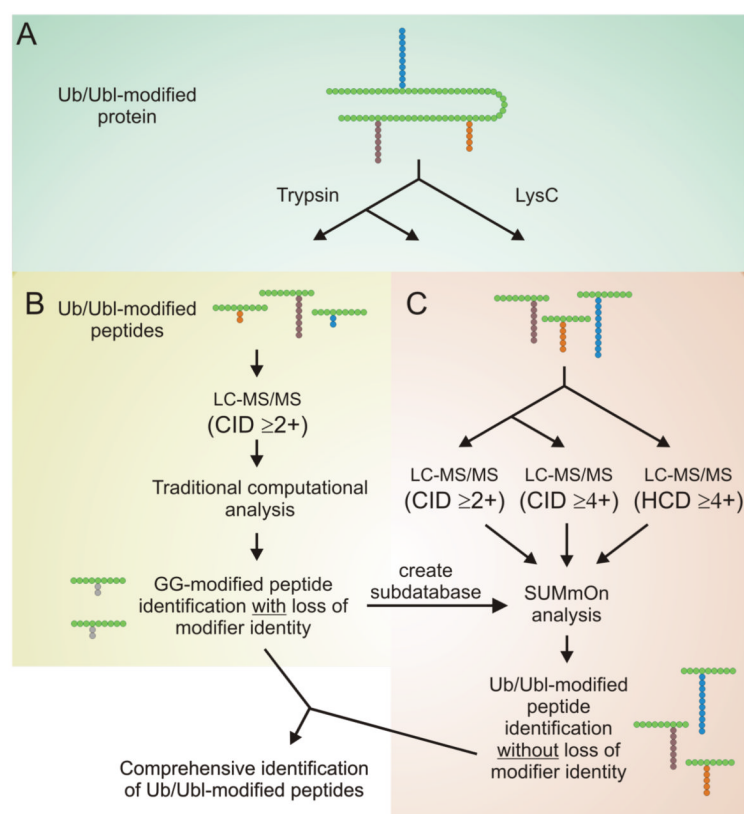 A
Ub/Ubl-modified
protein
Trypsin
LysC
B
Ub/Ubl-modified
peptides
LC-MS/MS
(CID ≥2+)
Traditional computational
analysis
GG-modified peptide
identification with loss of
modifier identity
create
subdatabase
C
LC-MS/MS
(CID ≥2+)
LC-MS/MS
(CID ≥4+)
LC-MS/MS
(HCD ≥4+)
SUMmOn
analysis
Ub/Ubl-modified
peptide
identification
without loss of
modifier identity
Comprehensive identification
of Ub/Ubl-modified peptides